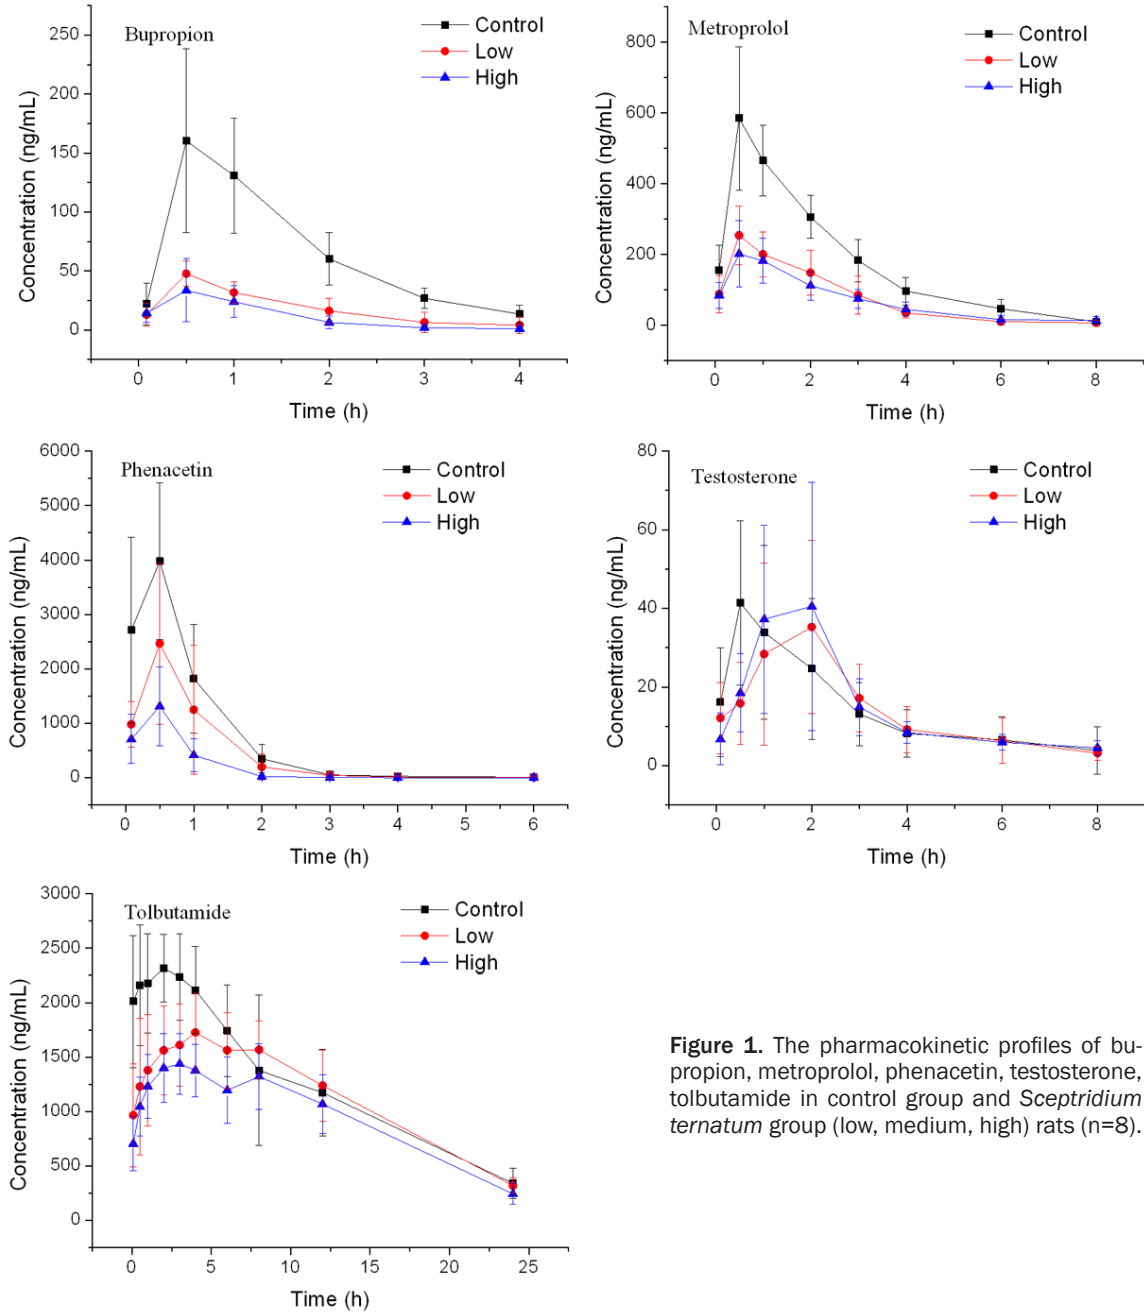 Bupropion
Control
Low
High
250
200
150
100
50
0
Concentration (ng/mL)
0 1 2 3 4
Time (h)
Metroprolol
Control
Low
High
800
600
400
200
0
Concentration (ng/mL)
0 2 4 6 8
Time (h)
Phenacetin
Control
Low
High
6000
5000
4000
3000
2000
1000
0
Concentration (ng/mL)
0 1 2 3 4 5 6
Time (h)
Testosterone
Control
Low
High
80
60
40
20
0
Concentration (ng/mL)
0 2 4 6 8
Time (h)
Tolbutamide
Control
Low
High
3000
2500
2000
1500
1000
500
0
Concentration (ng/mL)
0 5 10 15 20 25
Time (h)
Figure 1. The pharmacokinetic profiles of bu-
propion, metroprolol, phenacetin, testosterone,
tolbutamide in control group and Sceptridium
ternatum group (low, medium, high) rats (n=8).